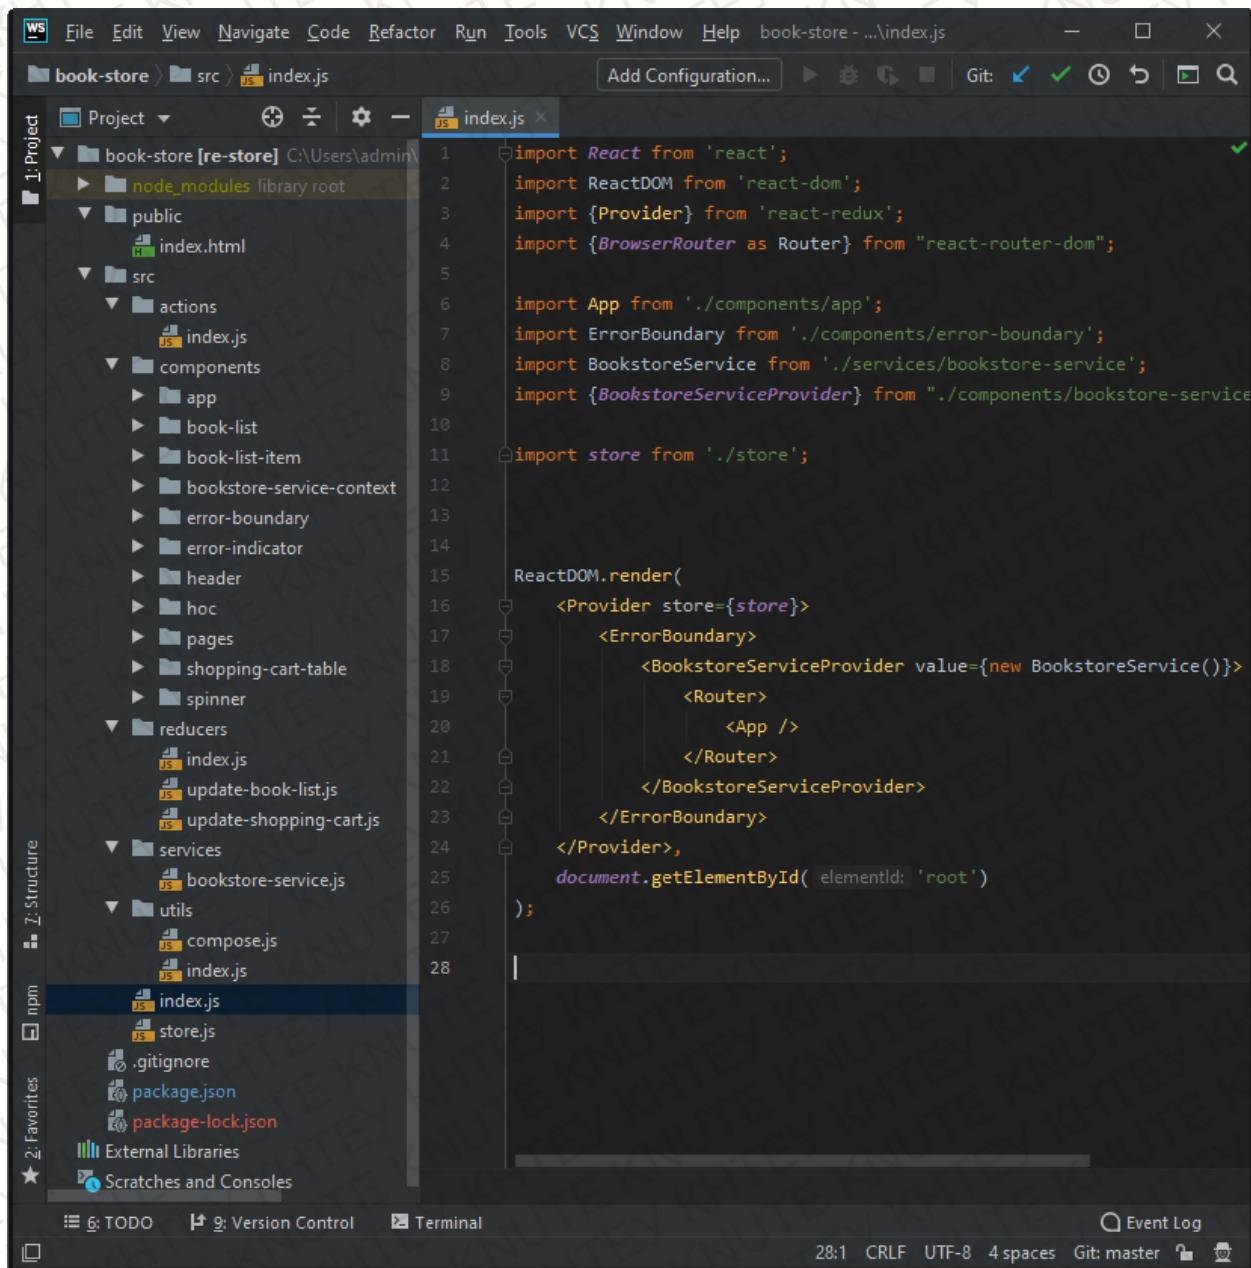 WS File Edit View Navigate Code Refactor Run Tools VCS Window Help book-store - ...\index.js
book-store src index.js Add Configuration... Git:
1: Project
Project
index.js
book-store [re-store] C:\Users\admin\
node_modules library root
public
index.html
src
actions
index.js
components
app
book-list
book-list-item
bookstore-service-context
error-boundary
error-indicator
header
hoc
pages
shopping-cart-table
spinner
reducers
index.js
update-book-list.js
update-shopping-cart.js
services
bookstore-service.js
utils
compose.js
index.js
index.js
store.js
.gitignore
package.json
package-lock.json
External Libraries
Scratches and Consoles
7: Structure
npm
2: Favorites
1 import React from 'react';
2 import ReactDOM from 'react-dom';
3 import {Provider} from 'react-redux';
4 import {BrowserRouter as Router} from "react-router-dom";
5
6 import App from './components/app';
7 import ErrorBoundary from './components/error-boundary';
8 import BookstoreService from './services/bookstore-service';
9 import {BookstoreServiceProvider} from "./components/bookstore-service
10
11 import store from './store';
12
13
14
15 ReactDOM.render(
16 <Provider store={store}>
17 <ErrorBoundary>
18 <BookstoreServiceProvider value={new BookstoreService()}>
19 <Router>
20 <App />
21 </Router>
22 </BookstoreServiceProvider>
23 </ErrorBoundary>
24 </Provider>,
25 document.getElementById( elementId: 'root')
26 );
27
28
6: TODO 9: Version Control Terminal Event Log
28:1 CRLF UTF-8 4 spaces Git: master